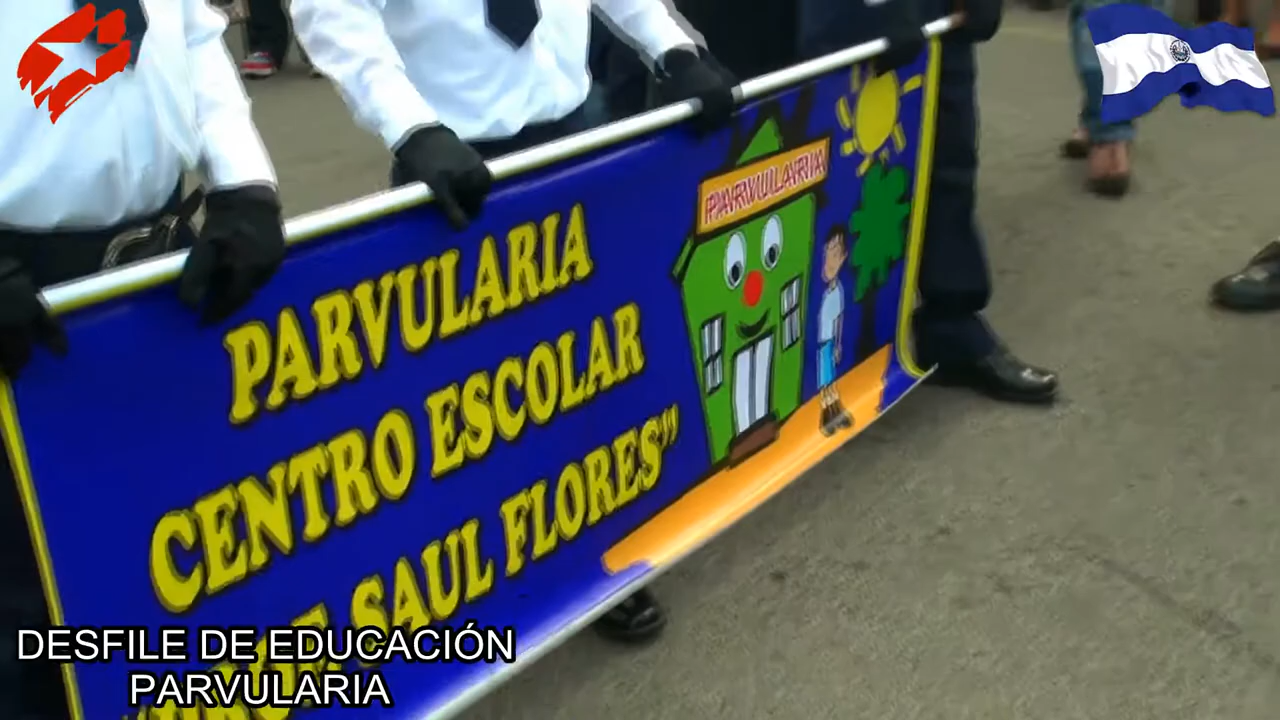 PARVULARIA
PARVULARIA
CENTRO ESCOLAR
SAUL FLORES”
DESFILE DE EDUCACIÓN
PARVULARIA